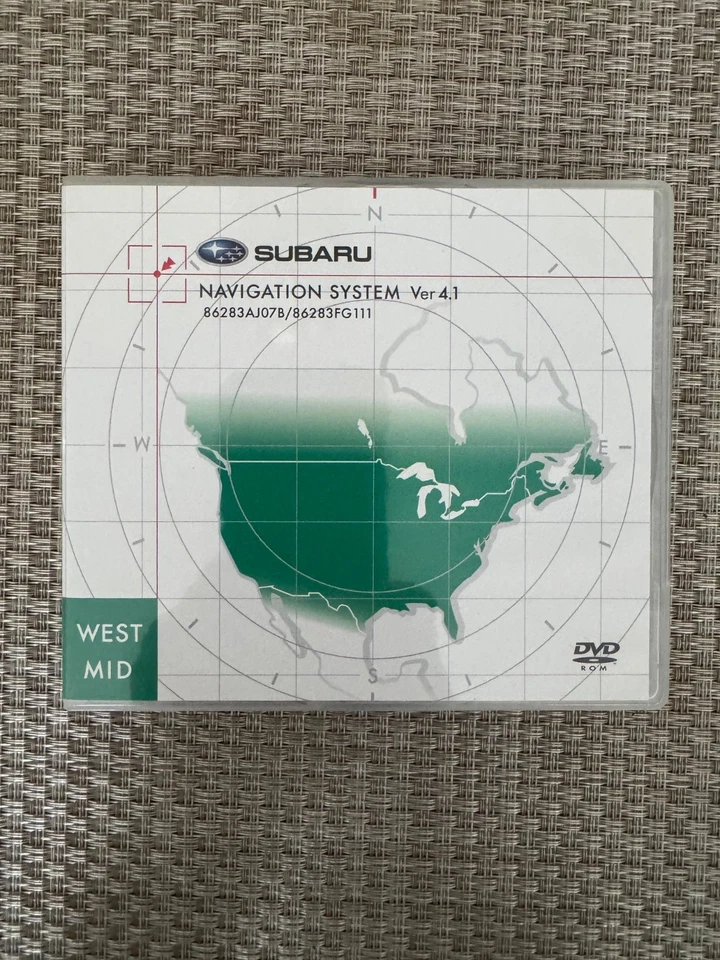 N
SUBARU
NAVIGATION SYSTEM Ver 4.1
86283AJ07B/86283FG111
W
E
WEST
MID
S
DVD
ROM